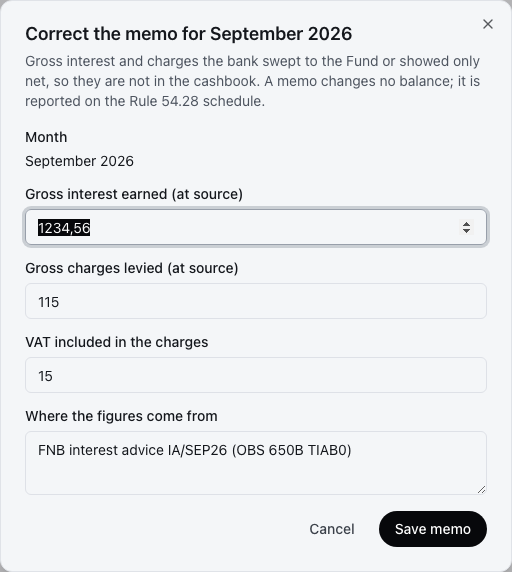 Correct the memo for September 2026
Gross interest and charges the bank swept to the Fund or showed only
net, so they are not in the cashbook. A memo changes no balance; it is
reported on the Rule 54.28 schedule.
Month
September 2026
Gross interest earned (at source)
1234,56
Gross charges levied (at source)
115
VAT included in the charges
15
Where the figures come from
FNB interest advice IA/SEP26 (OBS 650B TIAB0)
Cancel
Save memo